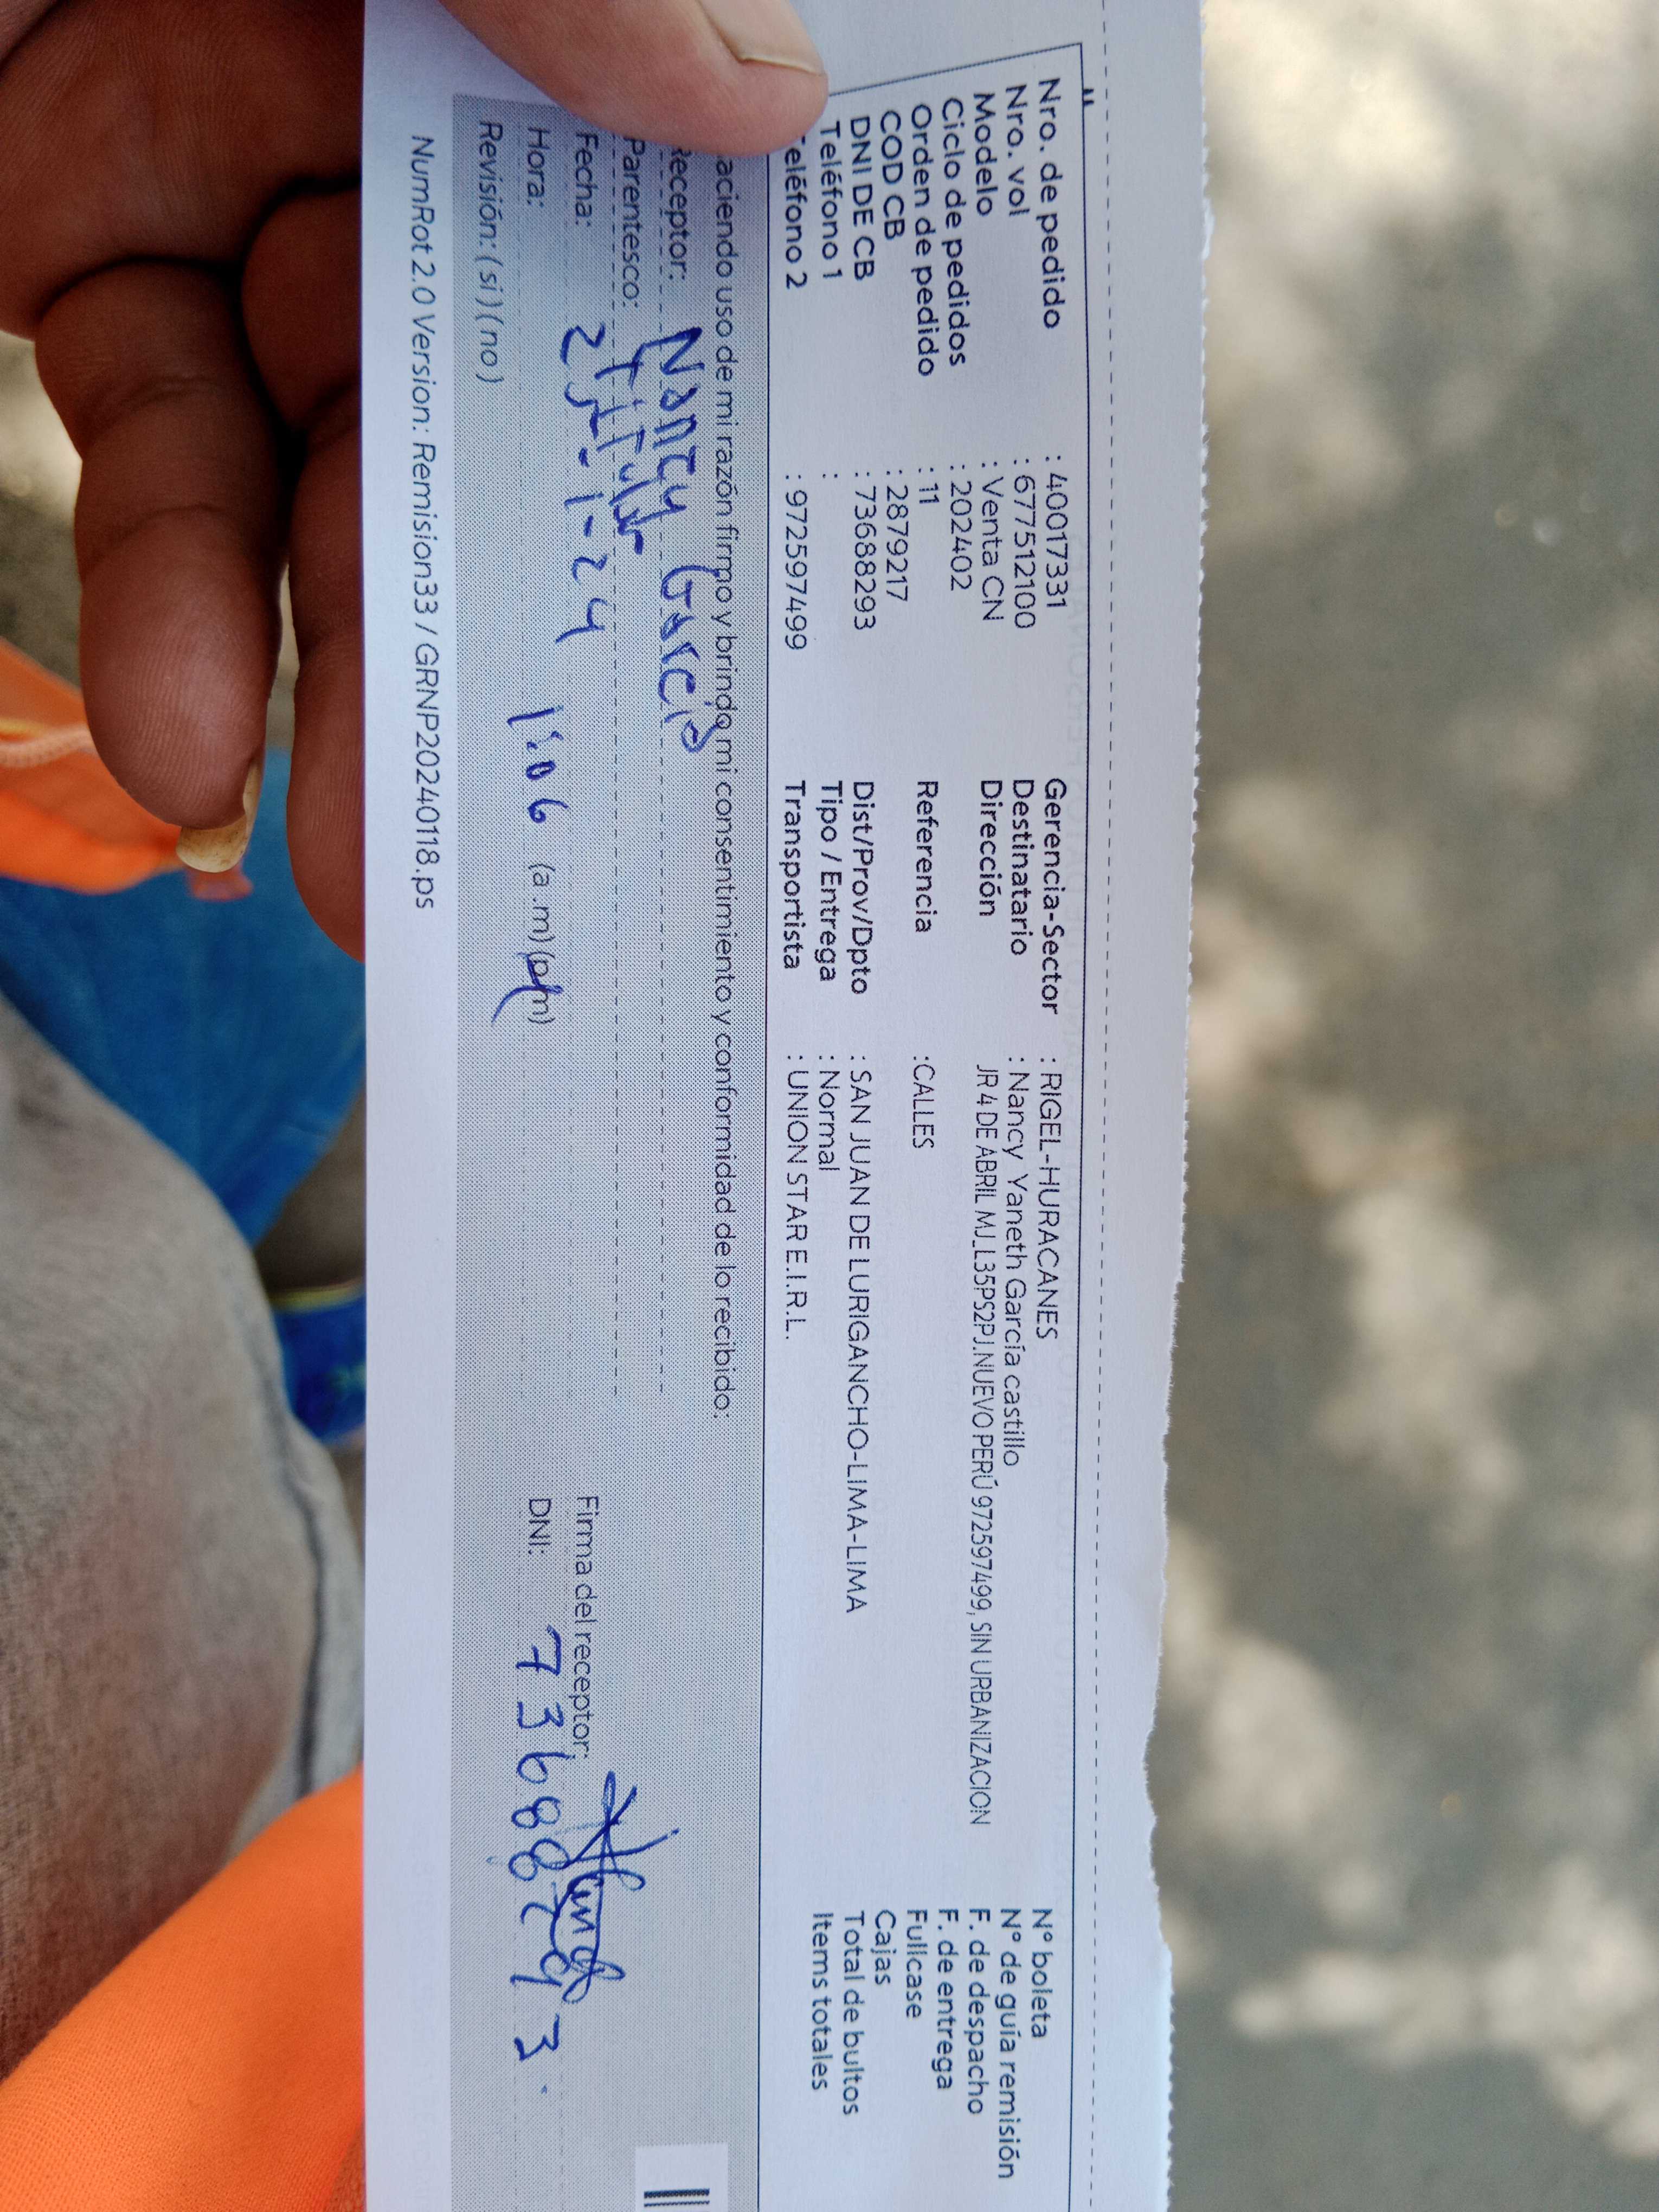 Nro. de pedido : 40017331 Gerencia-Sector : RIGEL-HURACANES N° boleta
Nro. vol : 677512100 Destinatario : Nancy Yaneth García castillo N° de guía remisión
Modelo : Venta CN Dirección JR 4 DE ABRIL MJ_L35PS2PJ.NUEVO PERÚ 972597499, SIN URBANIZACION F. de despacho
Ciclo de pedidos : 202402 F. de entrega
Orden de pedido : 11 Referencia :CALLES Fullcase
COD CB : 2879217 Cajas
DNI DE CB : 73688293 Dist/Prov/Dpto : SAN JUAN DE LURIGANCHO-LIMA-LIMA Total de bultos
Teléfono 1 : Tipo / Entrega : Normal Items totales
eléfono 2 : 972597499 Transportista : UNION STAR E.I.R.L.
aciendo uso de mi razón firmo y brindo mi consentimiento y conformidad de lo recibido:
Receptor: Nancy García
Parentesco: Titular
Fecha: 25-1-24 Firma del receptor:
Hora: 1:06 (a.m)(pm) DNI: 73688293
Revisión: ( si ) ( no )
NumRot 2.0 Version: Remision33 / GRNP20240118.ps